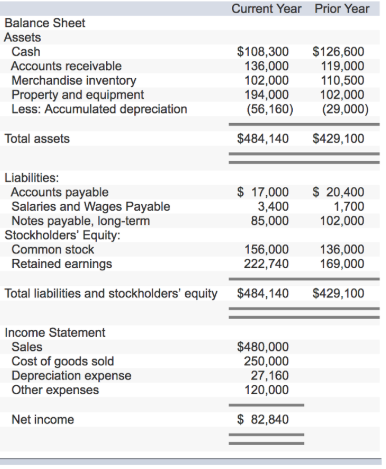 Current Year Prior Year
Balance Sheet
Assets
Cash $108,300 $126,600
Accounts receivable 136,000 119,000
Merchandise inventory 102,000 110,500
Property and equipment 194,000 102,000
Less: Accumulated depreciation (56,160) (29,000)
Total assets $484,140 $429,100
Liabilities:
Accounts payable $ 17,000 $ 20,400
Salaries and Wages Payable 3,400 1,700
Notes payable, long-term 85,000 102,000
Stockholders' Equity:
Common stock 156,000 136,000
Retained earnings 222,740 169,000
Total liabilities and stockholders' equity $484,140 $429,100
Income Statement
Sales $480,000
Cost of goods sold 250,000
Depreciation expense 27,160
Other expenses 120,000
Net income $ 82,840